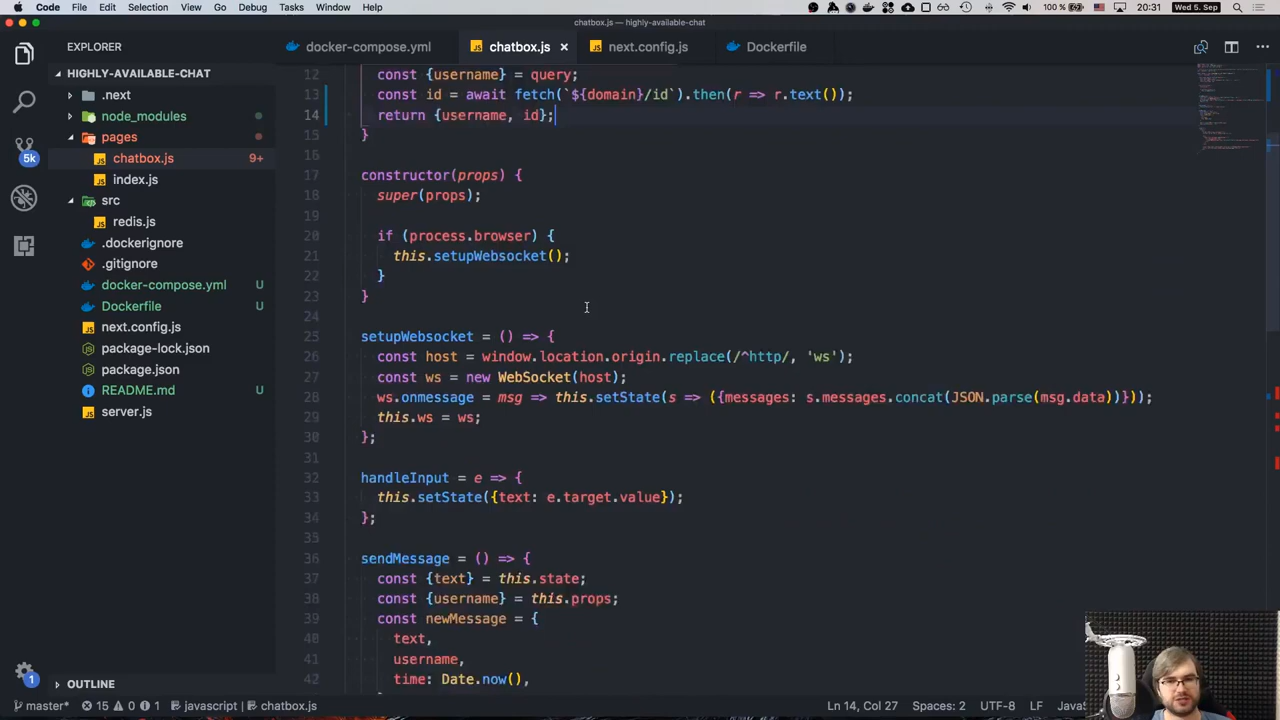 Code File Edit Selection View Go Debug Tasks Window Help 100 % 20:31 Wed 5. Sep
chatbox.js — highly-available-chat
EXPLORER
docker-compose.yml
chatbox.js
next.config.js
Dockerfile
HIGHLY-AVAILABLE-CHAT
.next
node_modules
pages
chatbox.js 9+
index.js
src
redis.js
.dockerignore
.gitignore
docker-compose.yml U
Dockerfile U
next.config.js
package-lock.json
package.json
README.md U
server.js
OUTLINE
5k
1
12 const {username} = query;
13 const id = await fetch(`${domain}/id`).then(r => r.text());
14 return {username, id};
15 }
16
17 constructor(props) {
18 super(props);
19
20 if (process.browser) {
21 this.setupWebsocket();
22 }
23 }
24
25 setupWebsocket = () => {
26 const host = window.location.origin.replace(/^http/, 'ws');
27 const ws = new WebSocket(host);
28 ws.onmessage = msg => this.setState(s => ({messages: s.messages.concat(JSON.parse(msg.data))}));
29 this.ws = ws;
30 };
31
32 handleInput = e => {
33 this.setState({text: e.target.value});
34 };
35
36 sendMessage = () => {
37 const {text} = this.state;
38 const {username} = this.props;
39 const newMessage = {
40 text,
41 username,
42 time: Date.now(),
master* 15 0 1 javascript chatbox.js Ln 14, Col 27 Spaces: 2 UTF-8 LF